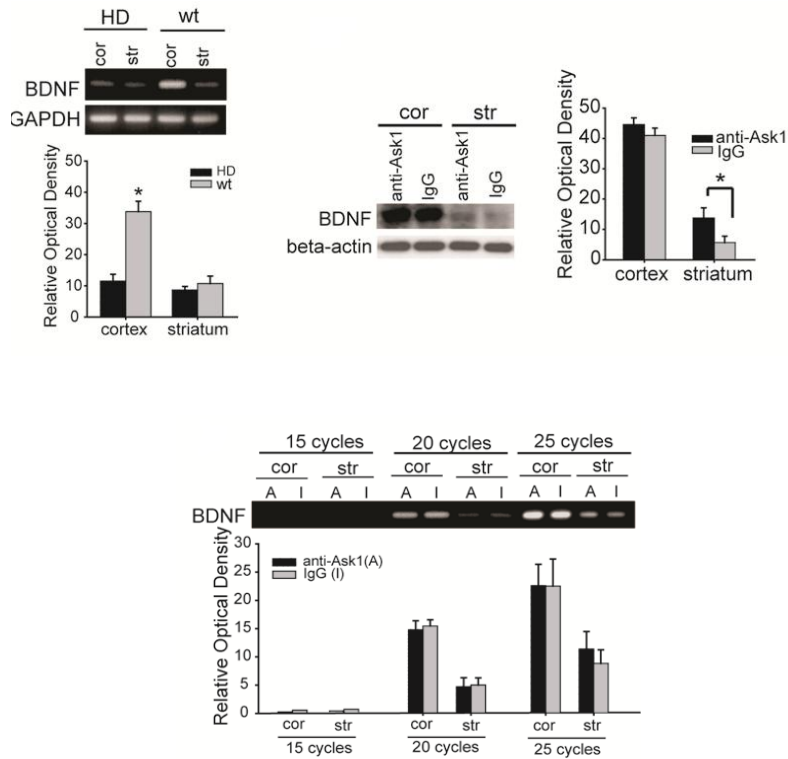 HD wt
cor str cor str
BDNF
GAPDH
Relative Optical Density
50
40
30
20
10
0
HD
wt
*
cortex striatum
cor str
anti-Ask1 IgG anti-Ask1 IgG
BDNF
beta-actin
Relative Optical Density
50
40
30
20
10
0
anti-Ask1
IgG
*
cortex striatum
15 cycles 20 cycles 25 cycles
cor str cor str cor str
A I A I A I A I A I A I
BDNF
Relative Optical Density
30
25
20
15
10
5
0
anti-Ask1(A)
IgG (I)
cor str cor str cor str
15 cycles 20 cycles 25 cycles